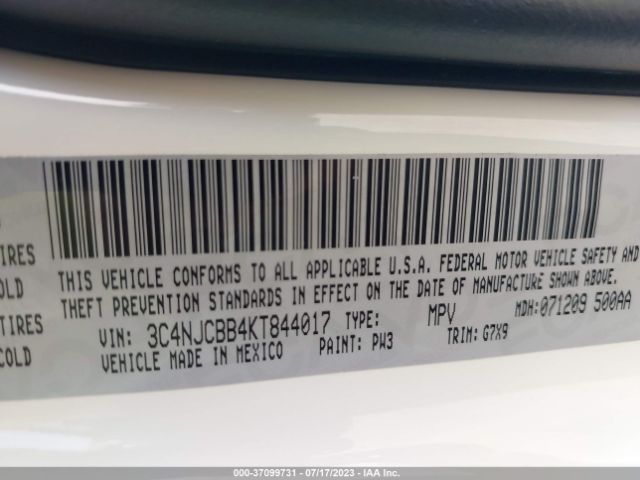 THIS VEHICLE CONFORMS TO ALL APPLICABLE U.S.A. FEDERAL MOTOR VEHICLE SAFETY AND
THEFT PREVENTION STANDARDS IN EFFECT ON THE DATE OF MANUFACTURE SHOWN ABOVE.
VIN: 3C4NJCBB4KT844017 TYPE: MPV MDH:071209 500AA
VEHICLE MADE IN MEXICO PAINT: PW3 TRIM: G7X9
TIRES
COLD
TIRES
COLD
000-37099731 - 07/17/2023 - IAA Inc.